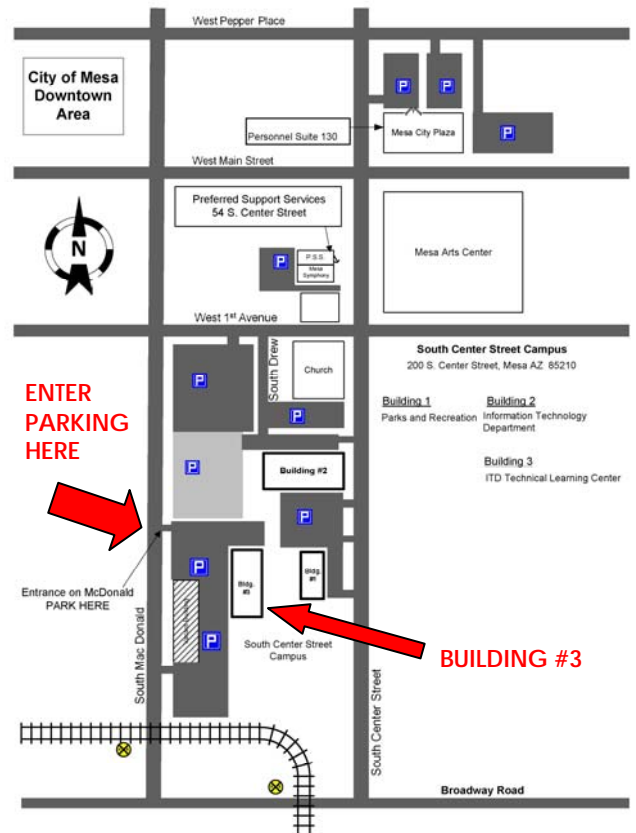 West Pepper Place
City of Mesa
Downtown
Area
P
P
P
Personnel Suite 130
Mesa City Plaza
West Main Street
Preferred Support Services
54 S. Center Street
N
P
P.S.S.
Mesa
Symphony
Mesa Arts Center
West 1st Avenue
South Drew
Church
P
P
South Center Street Campus
200 S. Center Street, Mesa AZ 85210
Building 1
Parks and Recreation
Building 2
Information Technology
Department
Building 3
ITD Technical Learning Center
ENTER
PARKING
HERE
P
Building #2
P
Entrance on McDonald
PARK HERE
P
Bldg.
#3
Bldg.
#1
P
South Center Street
Campus
BUILDING #3
South Mac Donald
South Center Street
Broadway Road